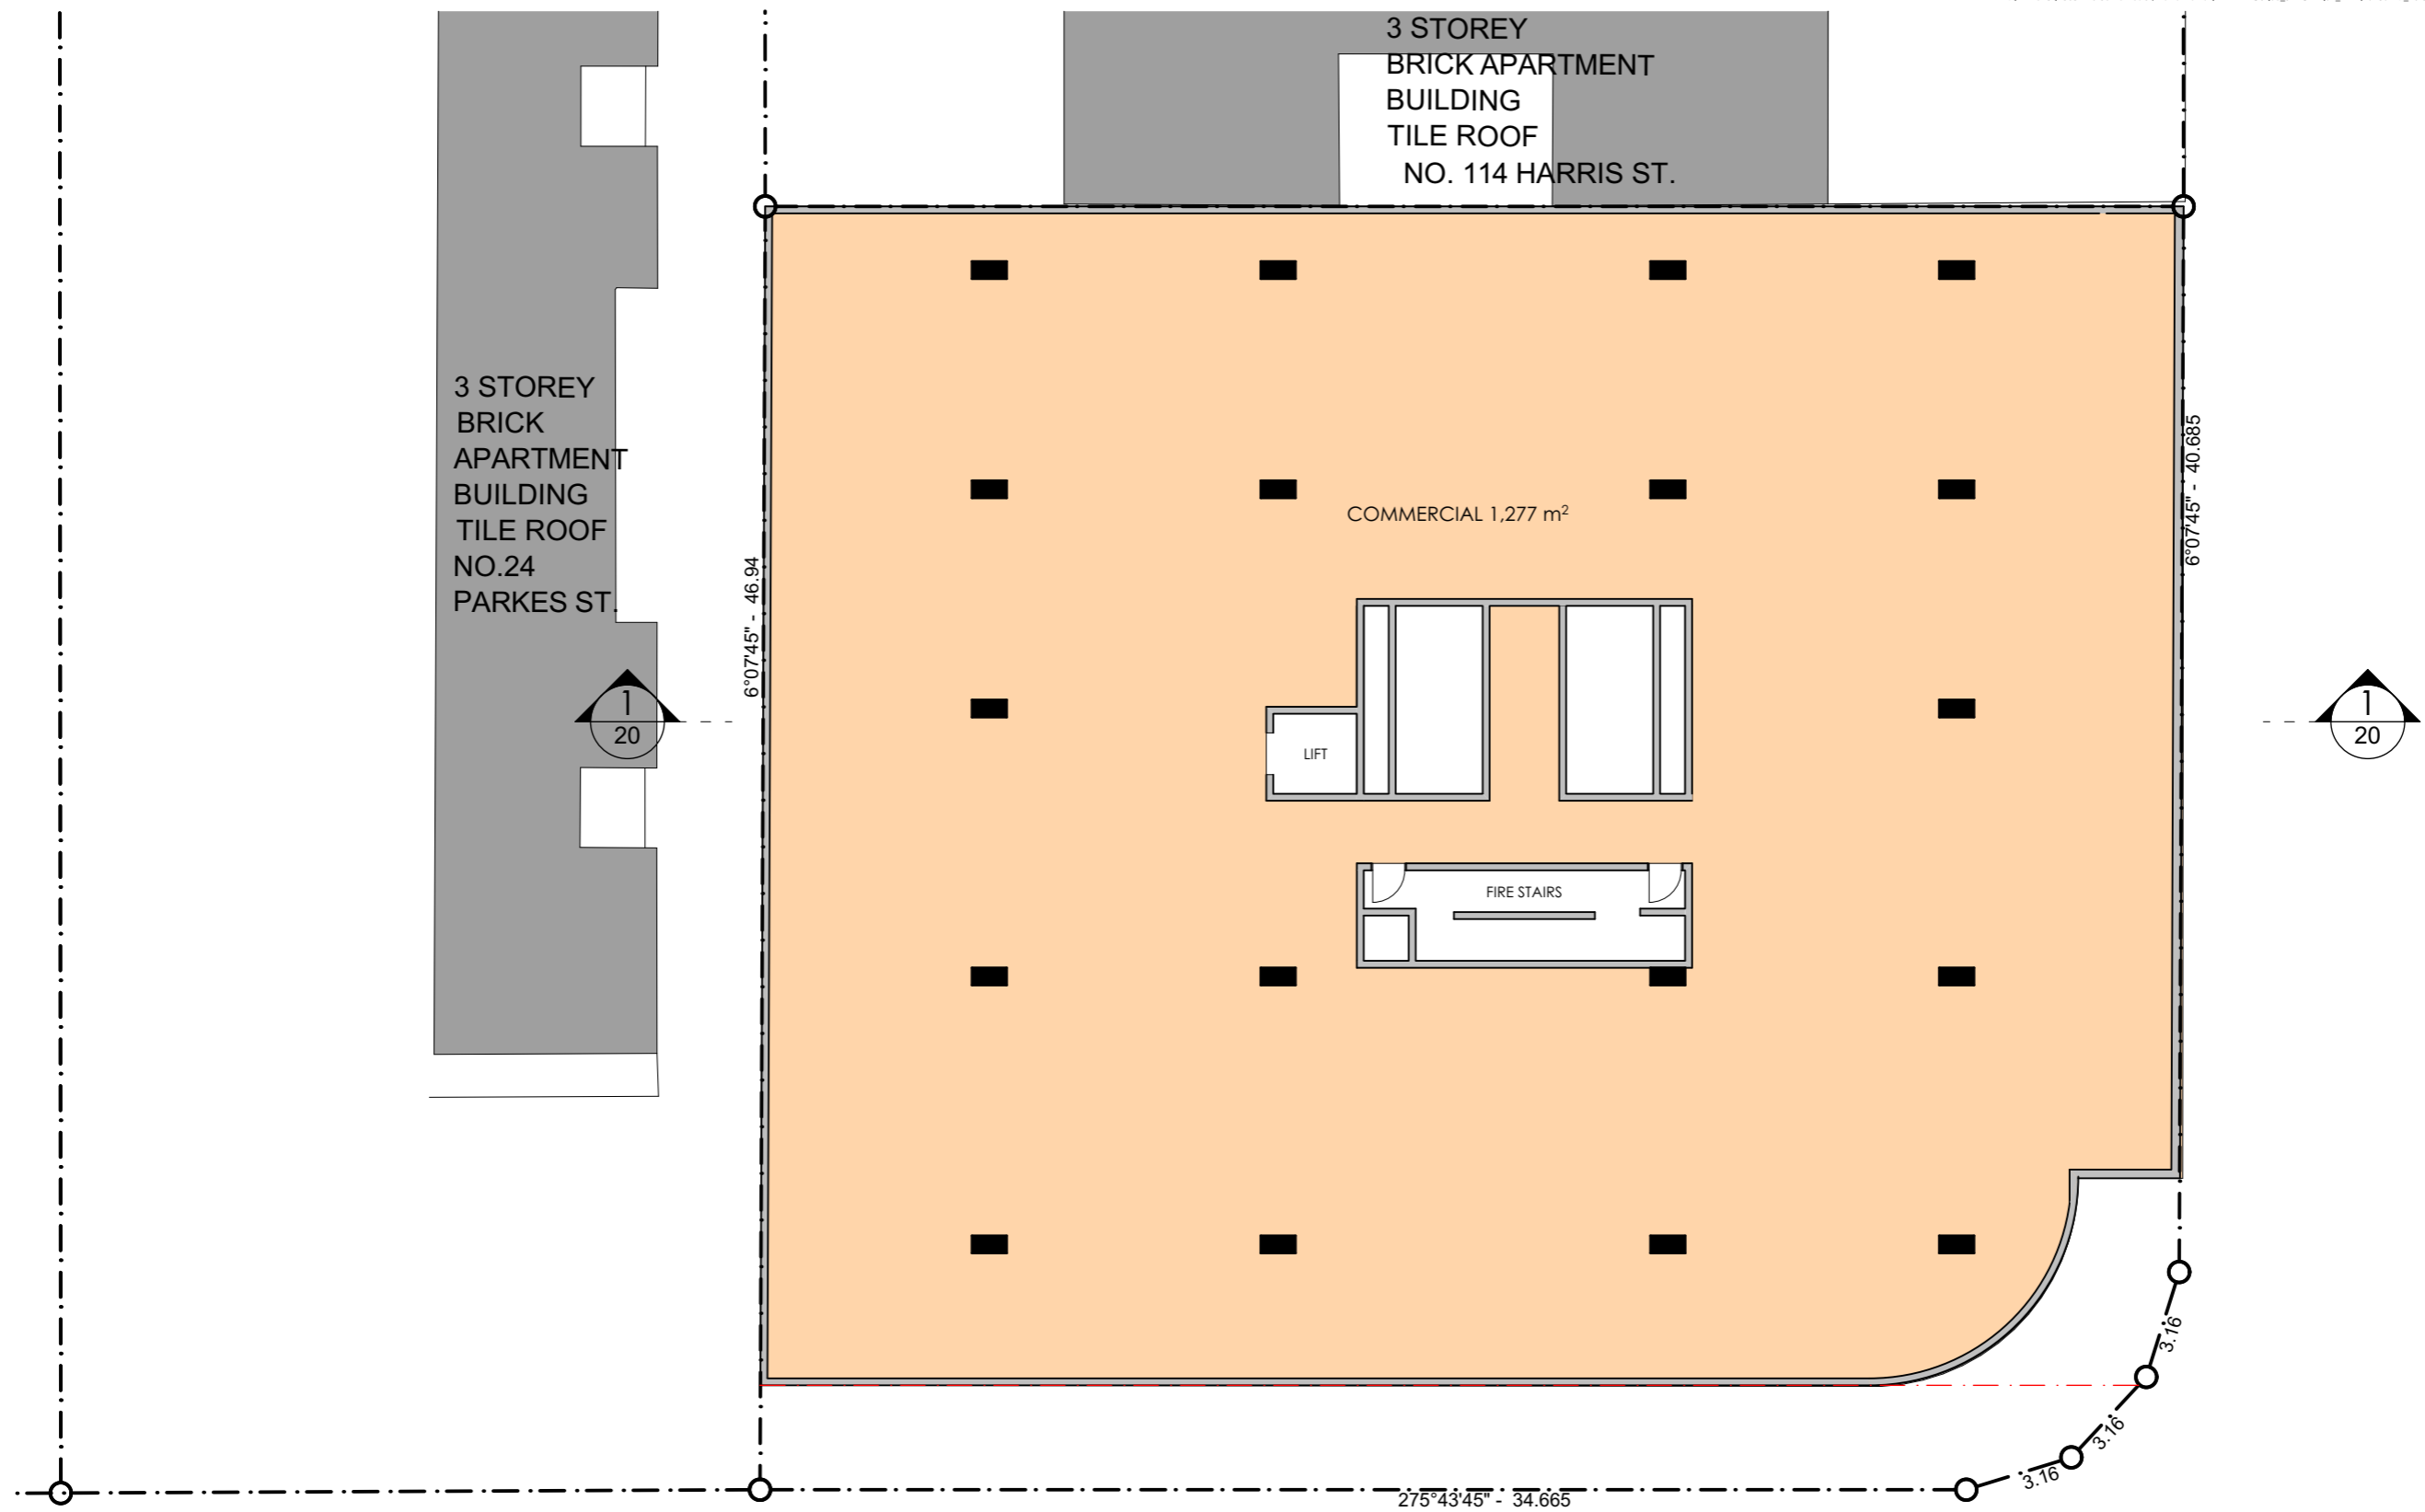 3 STOREY
BRICK APARTMENT
BUILDING
TILE ROOF
NO. 114 HARRIS ST.
3 STOREY
BRICK
APARTMENT
BUILDING
TILE ROOF
NO.24
PARKES ST.
6°07'45" - 40.685
COMMERCIAL 1,277 m²
6°07'45" - 46.94
1
20
1
20
LIFT
FIRE STAIRS
3.16
3.16
3.16
275°43'45" - 34.665